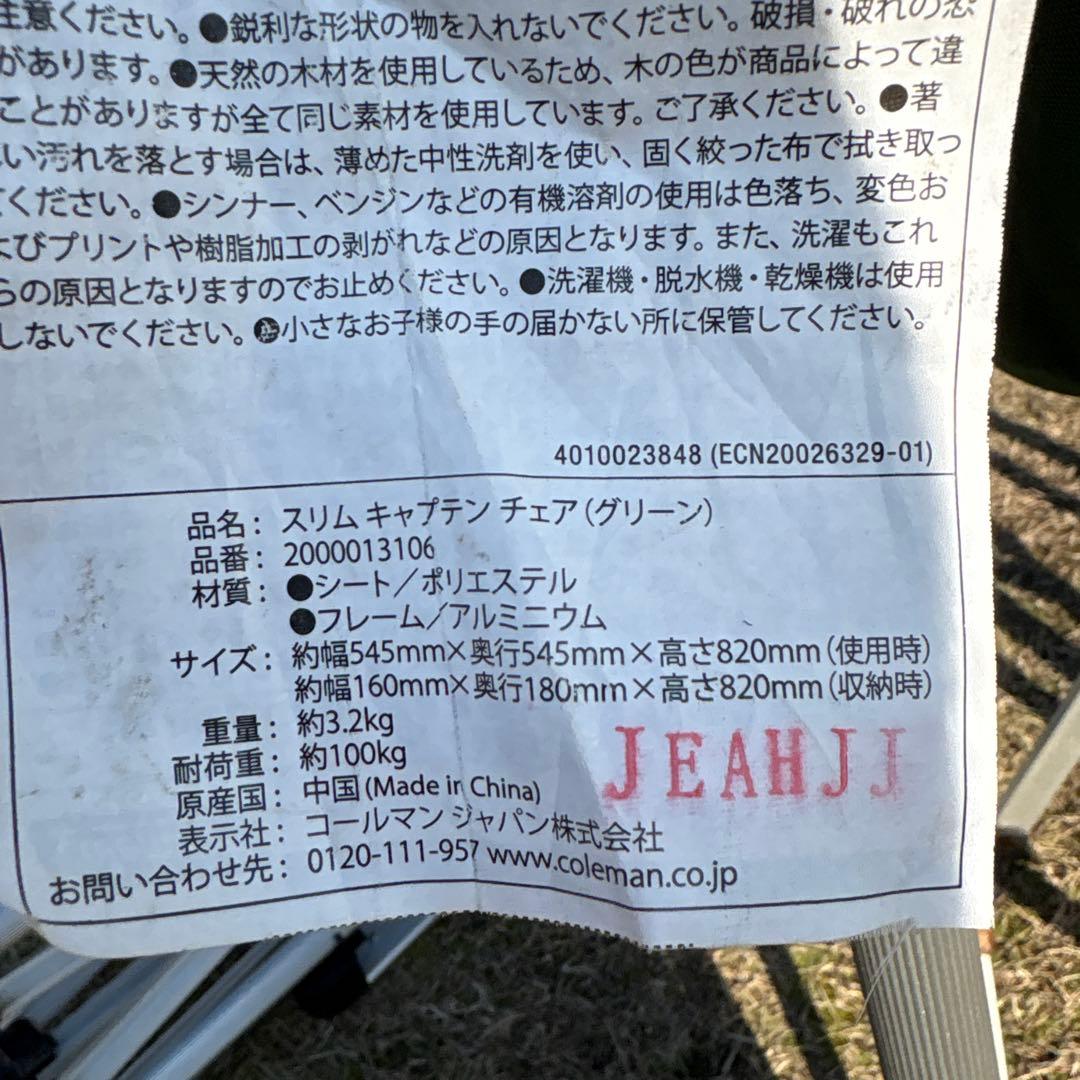 注意ください。●鋭利な形状の物を入れないでください。破損・破れの恐
があります。●天然の木材を使用しているため、木の色が商品によって違
ことがありますが全て同じ素材を使用しています。ご了承ください。●著
い汚れを落とす場合は、薄めた中性洗剤を使い、固く絞った布で拭き取っ
てください。●シンナー、ベンジンなどの有機溶剤の使用は色落ち、変色お
よびプリントや樹脂加工の剥がれなどの原因となります。また、洗濯もこれ
らの原因となりますのでお止めください。●洗濯機・脱水機・乾燥機は使用
しないでください。●小さなお子様の手の届かない所に保管してください。
4010023848 (ECN20026329-01)
品名: スリム キャプテン チェア (グリーン)
品番: 2000013106
材質: ●シート/ポリエステル
●フレーム/アルミニウム
サイズ: 約幅545mm×奥行545mm×高さ820mm (使用時)
約幅160mm×奥行180mm×高さ820mm (収納時)
重量: 約3.2kg
耐荷重: 約100kg
原産国: 中国 (Made in China)
表示社: コールマン ジャパン株式会社
お問い合わせ先: 0120-111-957 www.coleman.co.jp
JEAHJJ